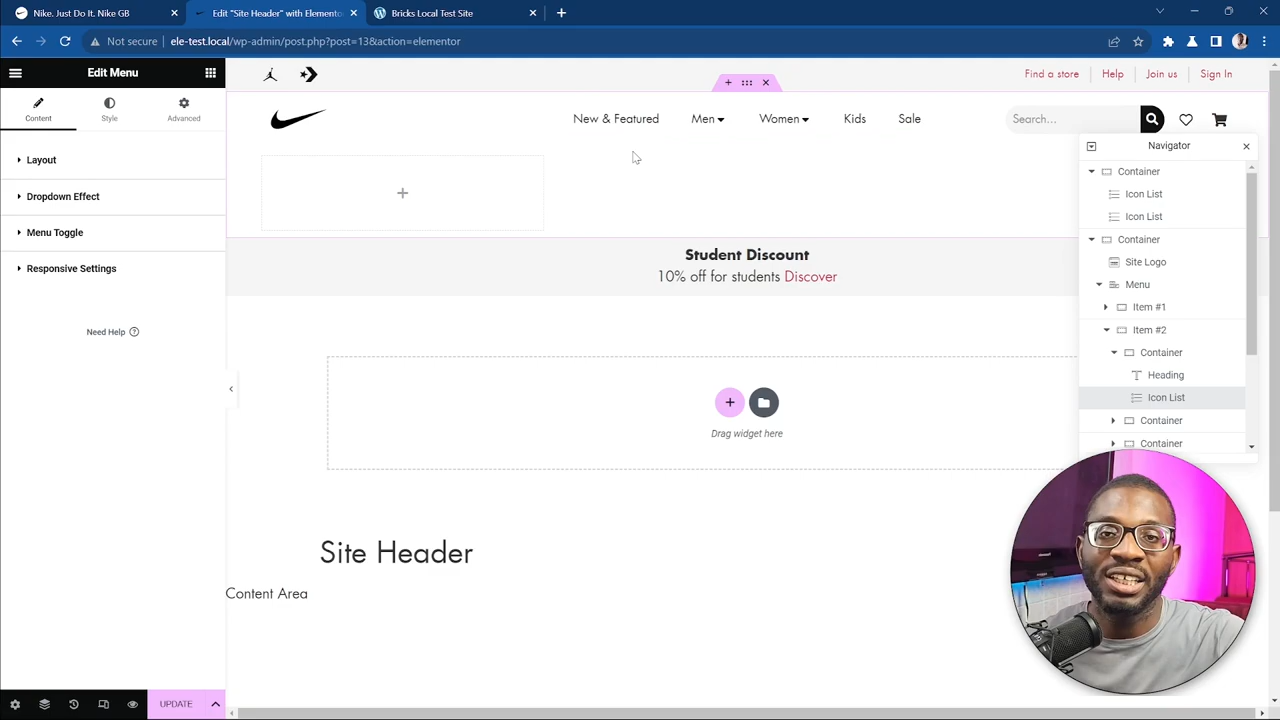 Nike. Just Do It. Nike GB
Edit "Site Header" with Elemento
Bricks Local Test Site
Not secure
ele-test.local/wp-admin/post.php?post=13&action=elementor
Edit Menu
Content
Style
Advanced
Layout
Dropdown Effect
Menu Toggle
Responsive Settings
Need Help
UPDATE
Find a store
Help
Join us
Sign In
New & Featured
Men
Women
Kids
Sale
Search...
Student Discount
10% off for students Discover
Drag widget here
Site Header
Content Area
Navigator
Container
Icon List
Icon List
Container
Site Logo
Menu
Item #1
Item #2
Container
Heading
Icon List
Container
Container